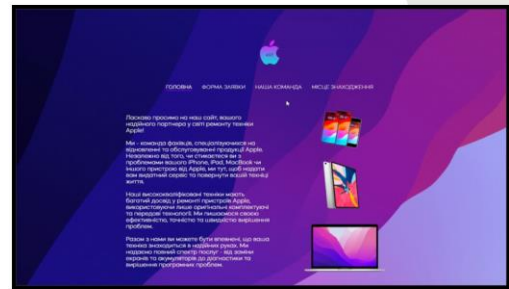 ГОЛОВНА ФОРМА ЗАЯВКИ НАША КОМАНДА МІСЦЕ ЗНАХОДЖЕННЯ
Ласкаво просимо на наш сайт, вашого
надійного партнера у світі ремонту техніки
Apple!
Ми - команда фахівців, спеціалізуючихся на
відновленні та обслуговуванні продукції Apple.
Незалежно від того, чи стикаєтеся ви з
проблемами вашого iPhone, iPad, MacBook чи
іншого пристрою від Apple, ми тут, щоб надати
вам видатний сервіс та повернути вашій техніці
життя.
Наші висококваліфіковані техніки мають
багатий досвід у ремонті пристроїв Apple,
використовуючи лише оригінальні комплектуючі
та передові технології. Ми пишаємося своєю
ефективністю, точністю та швидкістю вирішення
проблем.
Разом з нами ви можете бути впевнені, що ваша
техніка знаходиться в надійних руках. Ми
надаємо повний спектр послуг - від заміни
екранів та акумуляторів до діагностики та
вирішення програмних проблем.